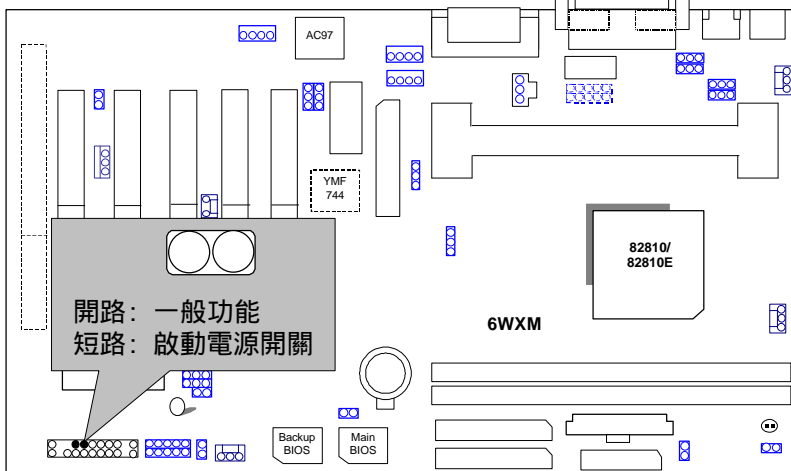 AC97
YMF
744
82810/
82810E
開路：一般功能
短路：啟動電源開關
6WXM
Backup
BIOS
Main
BIOS